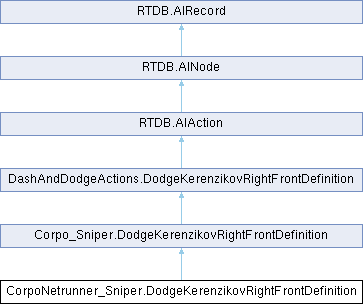 RTDB.AIRecord
RTDB.AINode
RTDB.AIAction
DashAndDodgeActions.DodgeKerenzikovRightFrontDefinition
Corpo_Sniper.DodgeKerenzikovRightFrontDefinition
CorpoNetrunner_Sniper.DodgeKerenzikovRightFrontDefinition